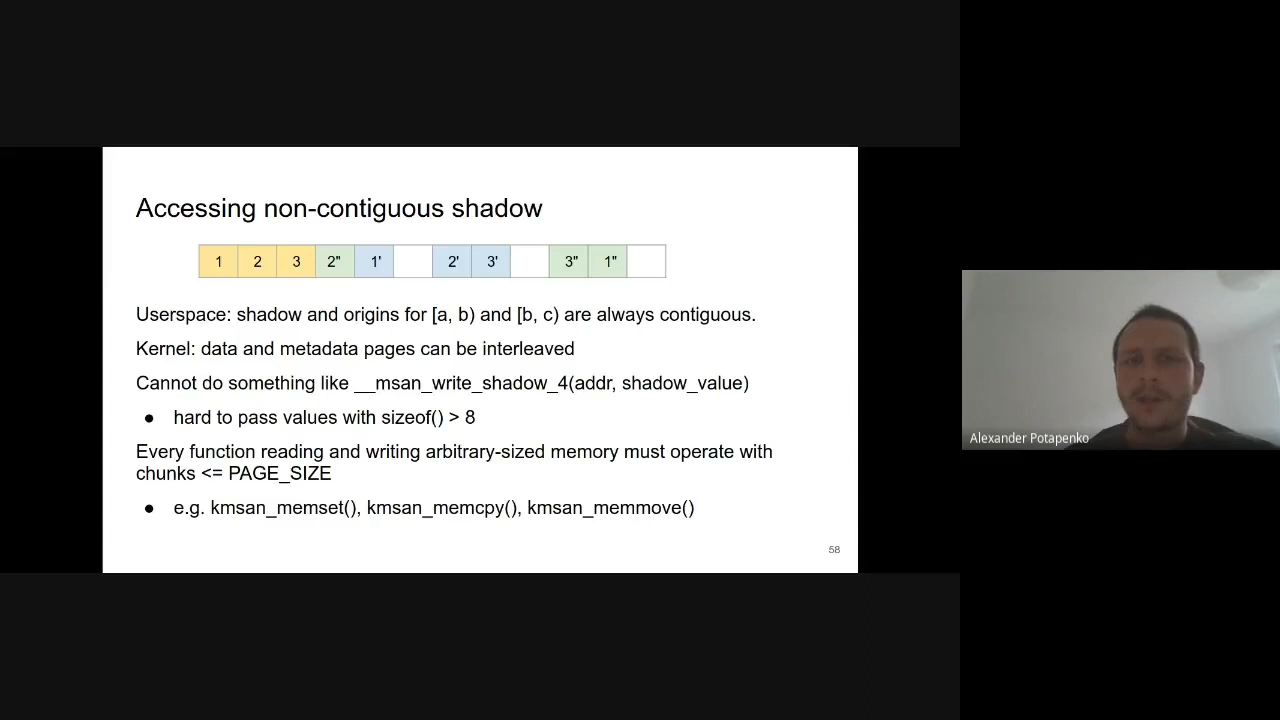 Accessing non-contiguous shadow
1 2 3 2" 1' 2' 3' 3" 1"
Userspace: shadow and origins for [a, b) and [b, c) are always contiguous.
Kernel: data and metadata pages can be interleaved
Cannot do something like __msan_write_shadow_4(addr, shadow_value)
● hard to pass values with sizeof() > 8
Every function reading and writing arbitrary-sized memory must operate with
chunks <= PAGE_SIZE
● e.g. kmsan_memset(), kmsan_memcpy(), kmsan_memmove()
58
Alexander Potapenko